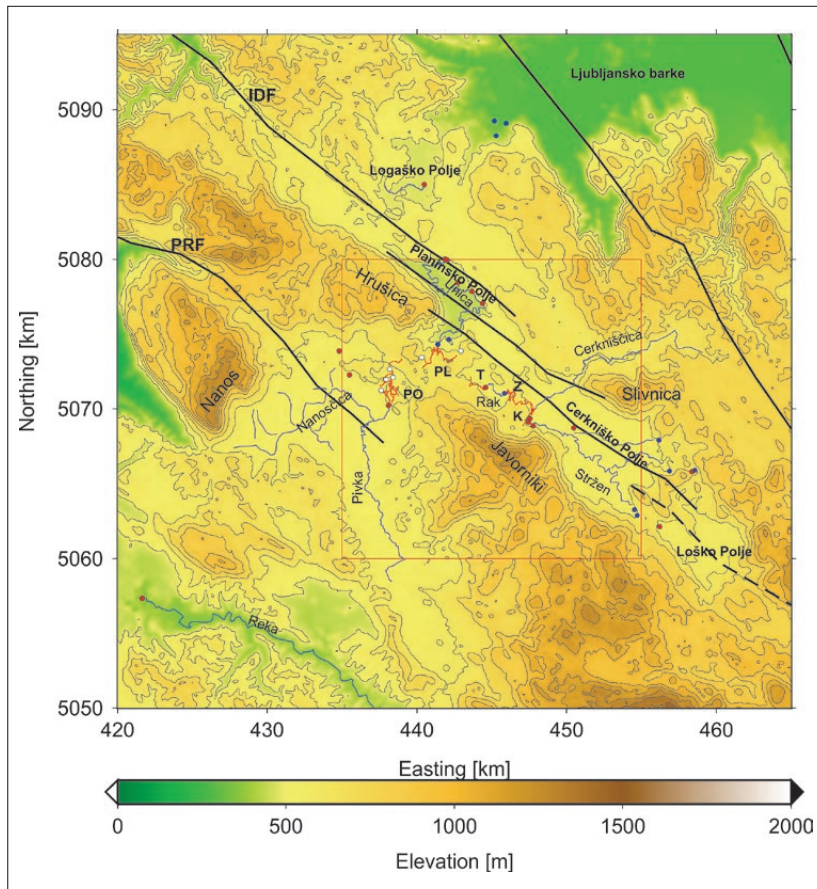 5090
5080
5070
5060
5050
Northing [km]
IDF
Ljubljansko barke
Logaško Polje
PRF
Planinsko Polje
Unica
Hrušica
Cerkniščica
Nanos
PL
T
Z
Slivnica
PO
Rak
K
Nanoščica
Cerkniško Polje
Javorniki
Pivka
Stržen
Loško Polje
Reka
420
430
440
450
460
Easting [km]
0
500
1000
1500
2000
Elevation [m]